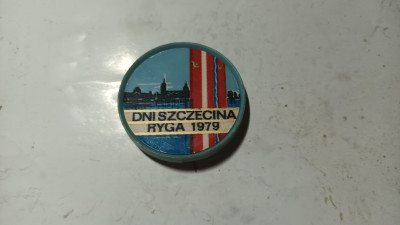 DNI SZCZECINA
RYGA 1979